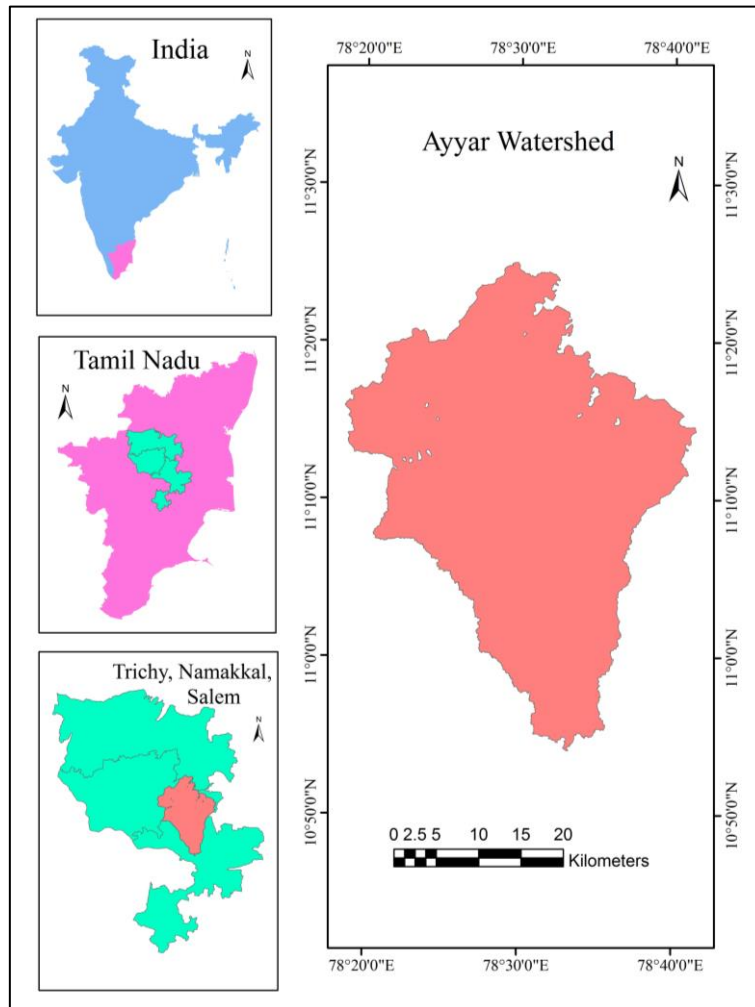 India
N
Tamil Nadu
N
Trichy, Namakkal,
Salem
N
78°20'0"E 78°30'0"E 78°40'0"E
Ayyar Watershed
N
11°30'0"N 11°30'0"N
11°20'0"N 11°20'0"N
11°10'0"N 11°10'0"N
11°0'0"N 11°0'0"N
10°50'0"N 10°50'0"N
0 2.5 5 10 15 20
Kilometers
78°20'0"E 78°30'0"E 78°40'0"E